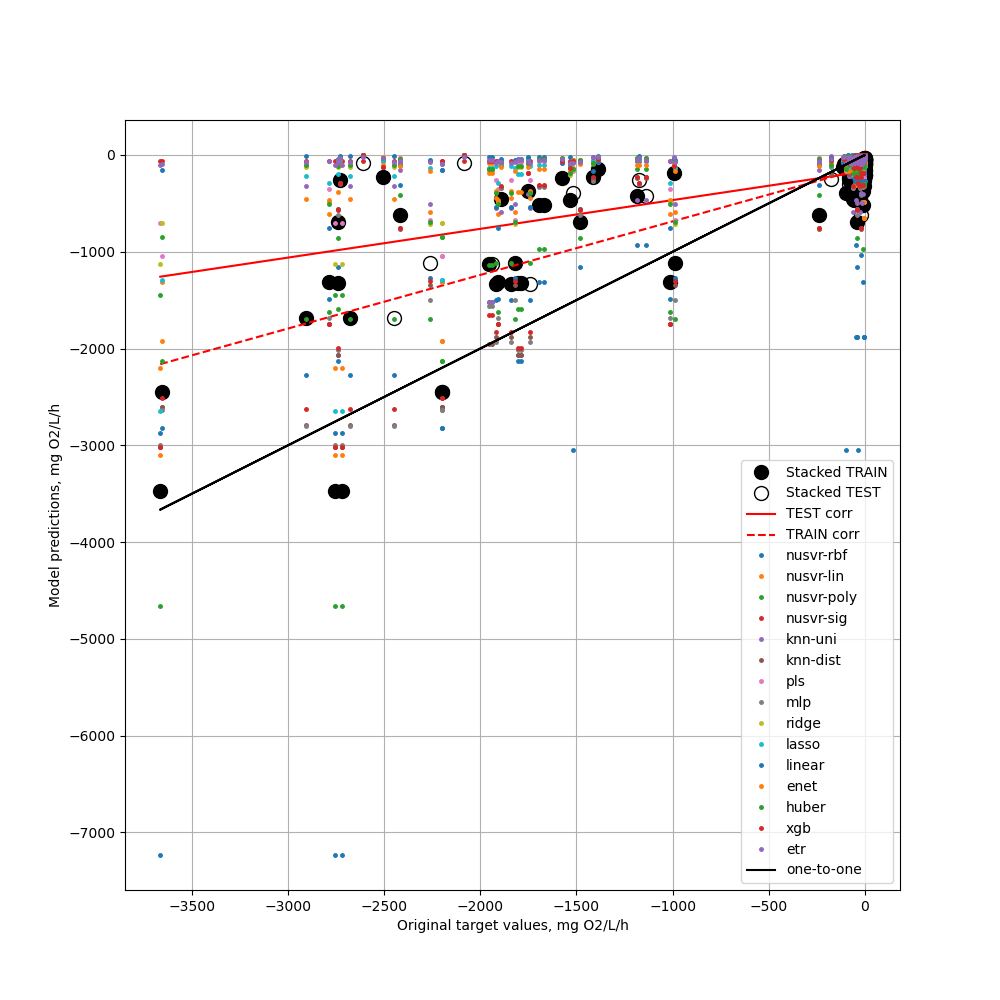 0
−1000
−2000
−3000
−4000
−5000
−6000
−7000
Model predictions, mg O2/L/h
−3500
−3000
−2500
−2000
−1500
−1000
−500
0
Original target values, mg O2/L/h
Stacked TRAIN
Stacked TEST
TEST corr
TRAIN corr
nusvr-rbf
nusvr-lin
nusvr-poly
nusvr-sig
knn-uni
knn-dist
pls
mlp
ridge
lasso
linear
enet
huber
xgb
etr
one-to-one